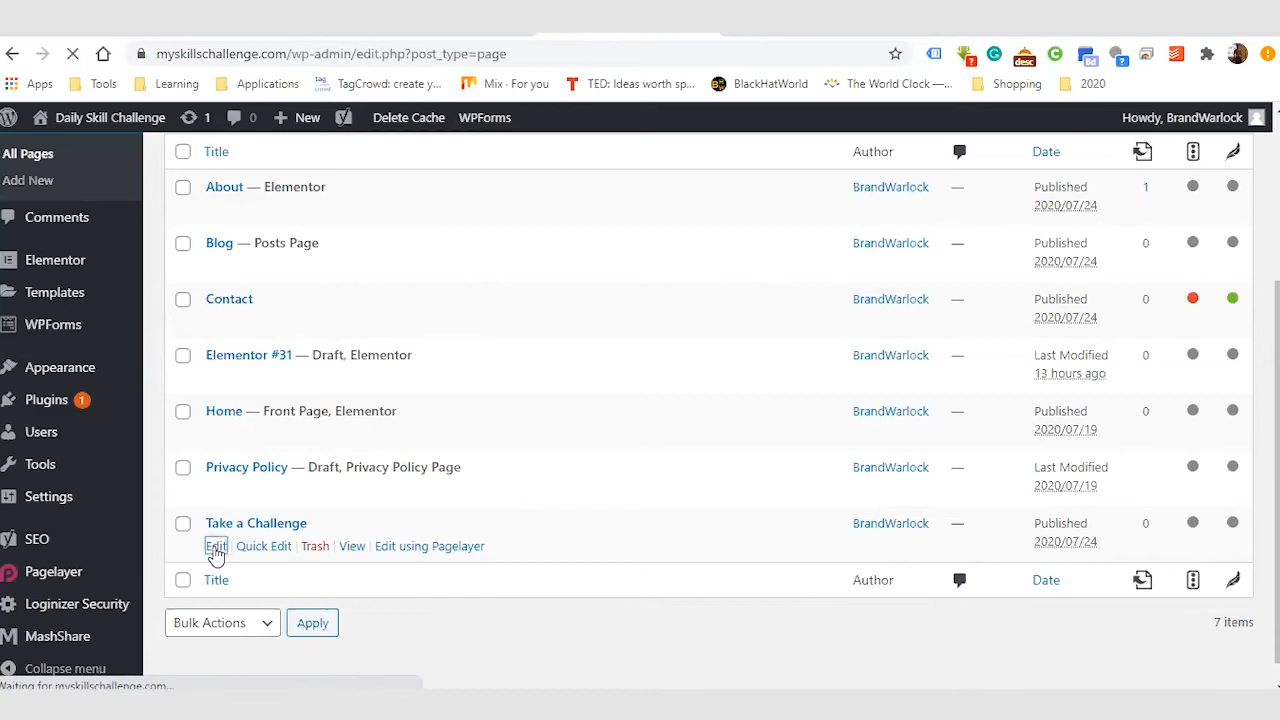 myskillschallenge.com/wp-admin/edit.php?post_type=page
desc
Bd
?
?
Apps Tools Learning Applications TagCrowd: create y... Mix · For you TED: Ideas worth sp... BlackHatWorld The World Clock —... Shopping 2020
Daily Skill Challenge 1 0 New Delete Cache WPForms Howdy, BrandWarlock
All Pages
Add New
Comments
Elementor
Templates
WPForms
Appearance
Plugins 1
Users
Tools
Settings
SEO
Pagelayer
Loginizer Security
MashShare
Collapse menu
Title Author Date
About — Elementor BrandWarlock — Published 1
2020/07/24
Blog — Posts Page BrandWarlock — Published 0
2020/07/24
Contact BrandWarlock — Published 0
2020/07/24
Elementor #31 — Draft, Elementor BrandWarlock — Last Modified 0
13 hours ago
Home — Front Page, Elementor BrandWarlock — Published 0
2020/07/19
Privacy Policy — Draft, Privacy Policy Page BrandWarlock — Last Modified
2020/07/19
Take a Challenge BrandWarlock — Published 0
Edit | Quick Edit | Trash | View | Edit using Pagelayer 2020/07/24
Title Author Date
Bulk Actions Apply 7 items
Waiting for myskillschallenge.com...